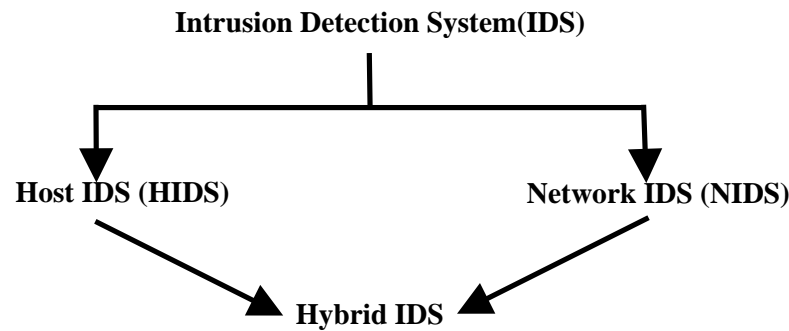 Intrusion Detection System(IDS)
Host IDS (HIDS)
Network IDS (NIDS)
Hybrid IDS